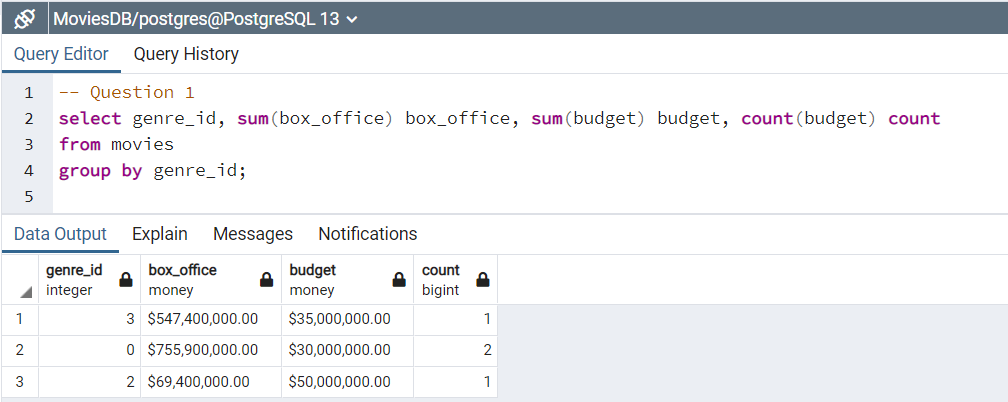 MoviesDB/postgres@PostgreSQL 13
Query Editor Query History
1 -- Question 1
2 select genre_id, sum(box_office) box_office, sum(budget) budget, count(budget) count
3 from movies
4 group by genre_id;
5
Data Output Explain Messages Notifications
genre_id box_office budget count
integer money money bigint
1 3 $547,400,000.00 $35,000,000.00 1
2 0 $755,900,000.00 $30,000,000.00 2
3 2 $69,400,000.00 $50,000,000.00 1